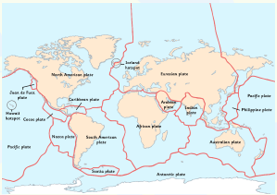 North American plate
Iceland
hotspot
Eurasian plate
Juan de Fuca
plate
Hawaii
hotspot
Cocos plate
Caribbean plate
Arabian
plate
Indian
plate
Pacific plate
Philippine plate
African plate
Pacific plate
Nazca plate
South American
plate
Australian plate
Scotia plate
Antarctic plate